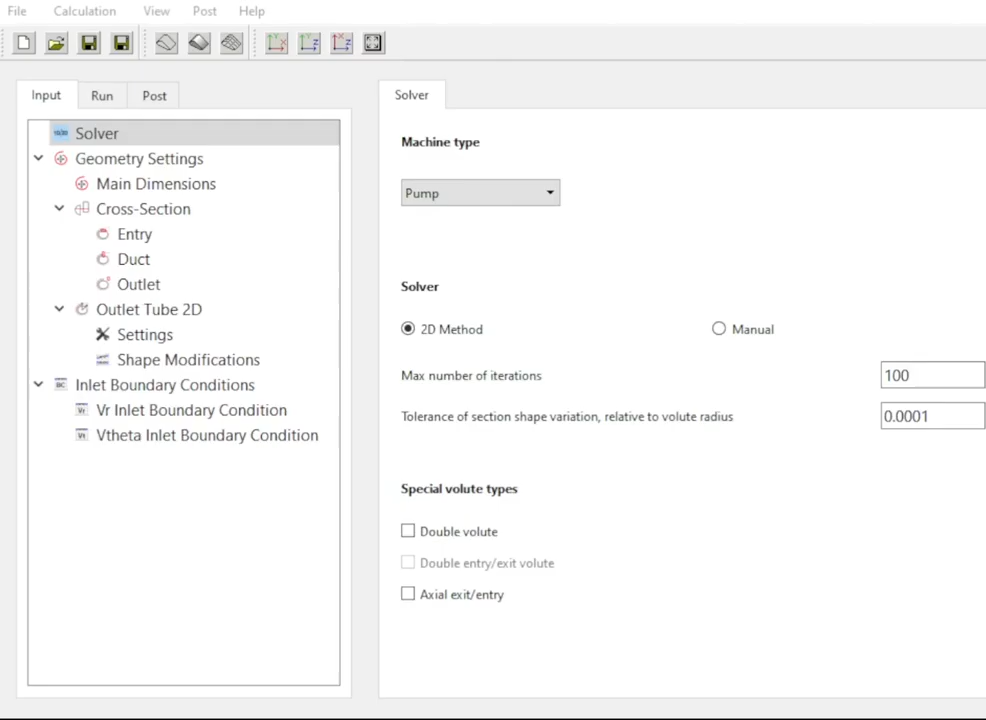 File Calculation View Post Help
Input Run Post
Solver
Geometry Settings
Main Dimensions
Cross-Section
Entry
Duct
Outlet
Outlet Tube 2D
Settings
Shape Modifications
Inlet Boundary Conditions
Vr Inlet Boundary Condition
Vtheta Inlet Boundary Condition
Solver
Machine type
Pump
Solver
2D Method Manual
Max number of iterations 100
Tolerance of section shape variation, relative to volute radius 0.0001
Special volute types
Double volute
Double entry/exit volute
Axial exit/entry